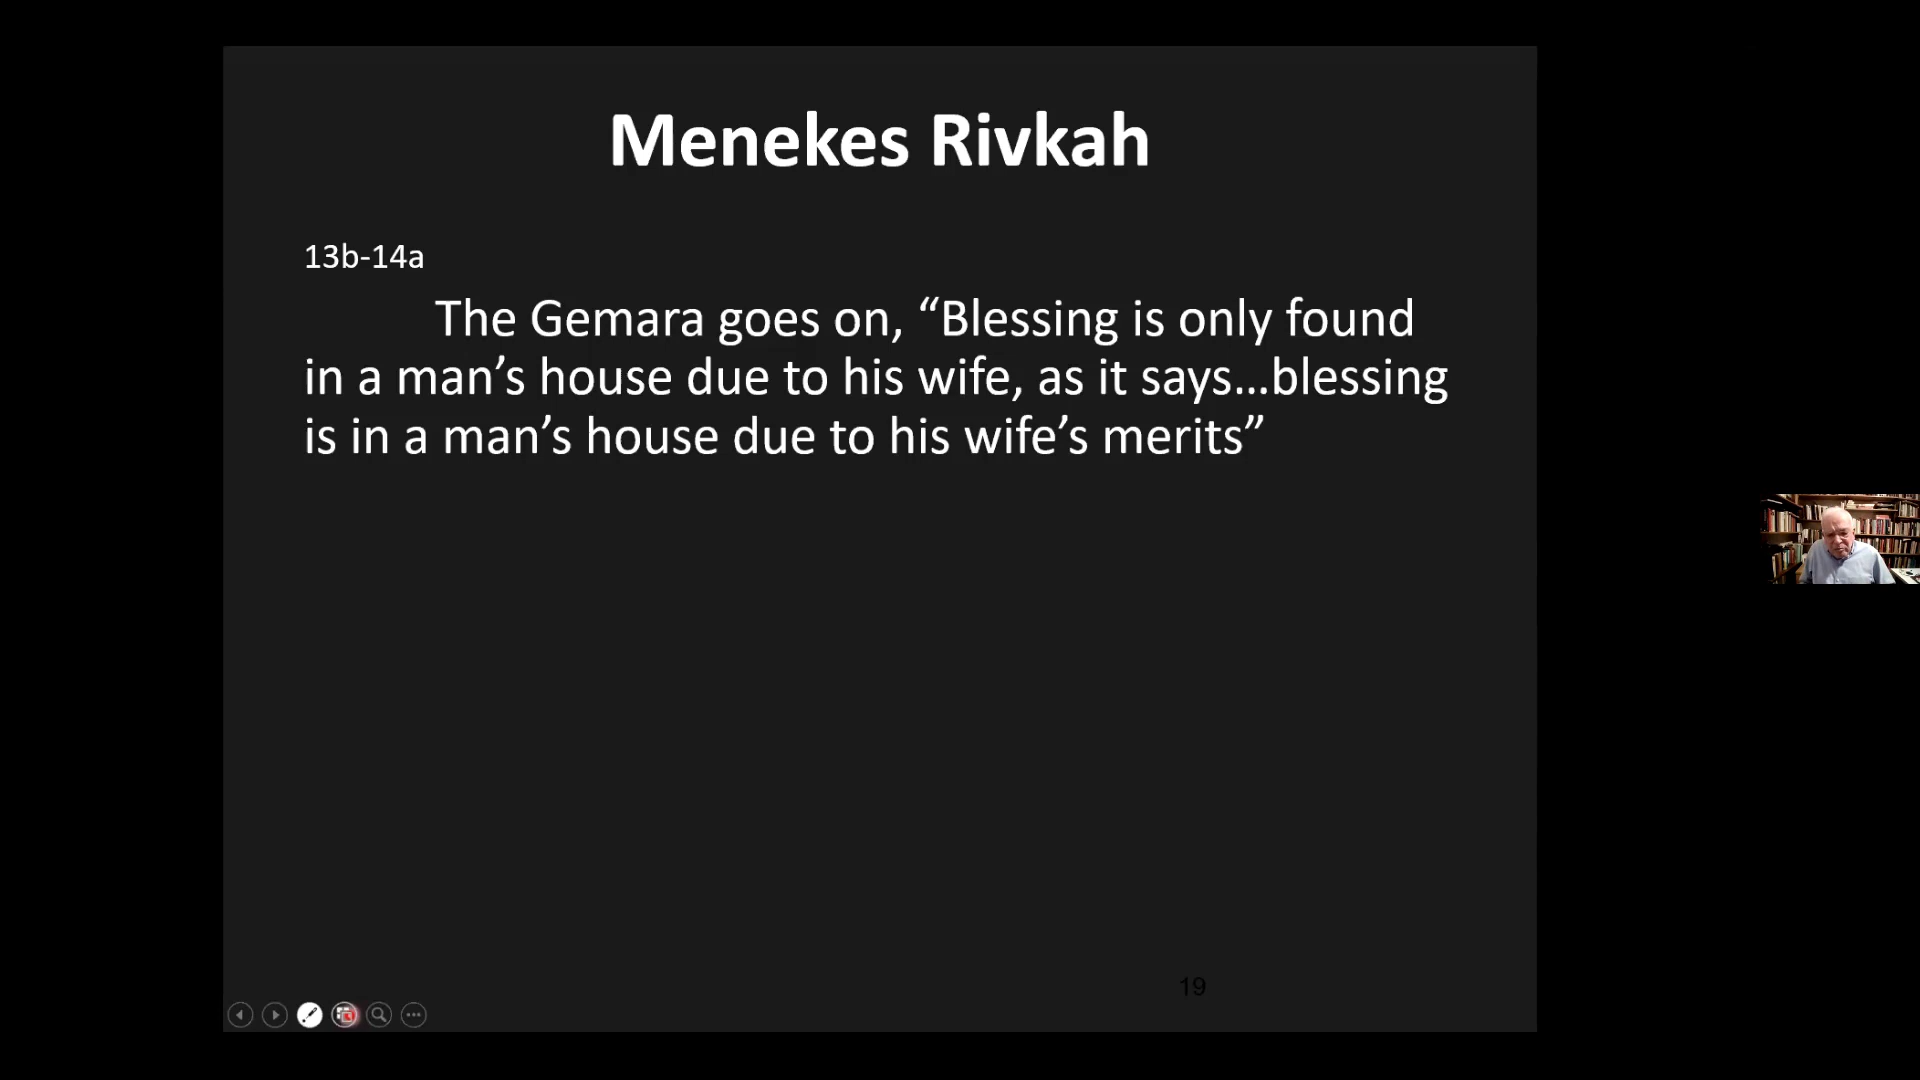 Menekes Rivkah
13b-14a
The Gemara goes on, “Blessing is only found
in a man’s house due to his wife, as it says…blessing
is in a man’s house due to his wife’s merits”
19